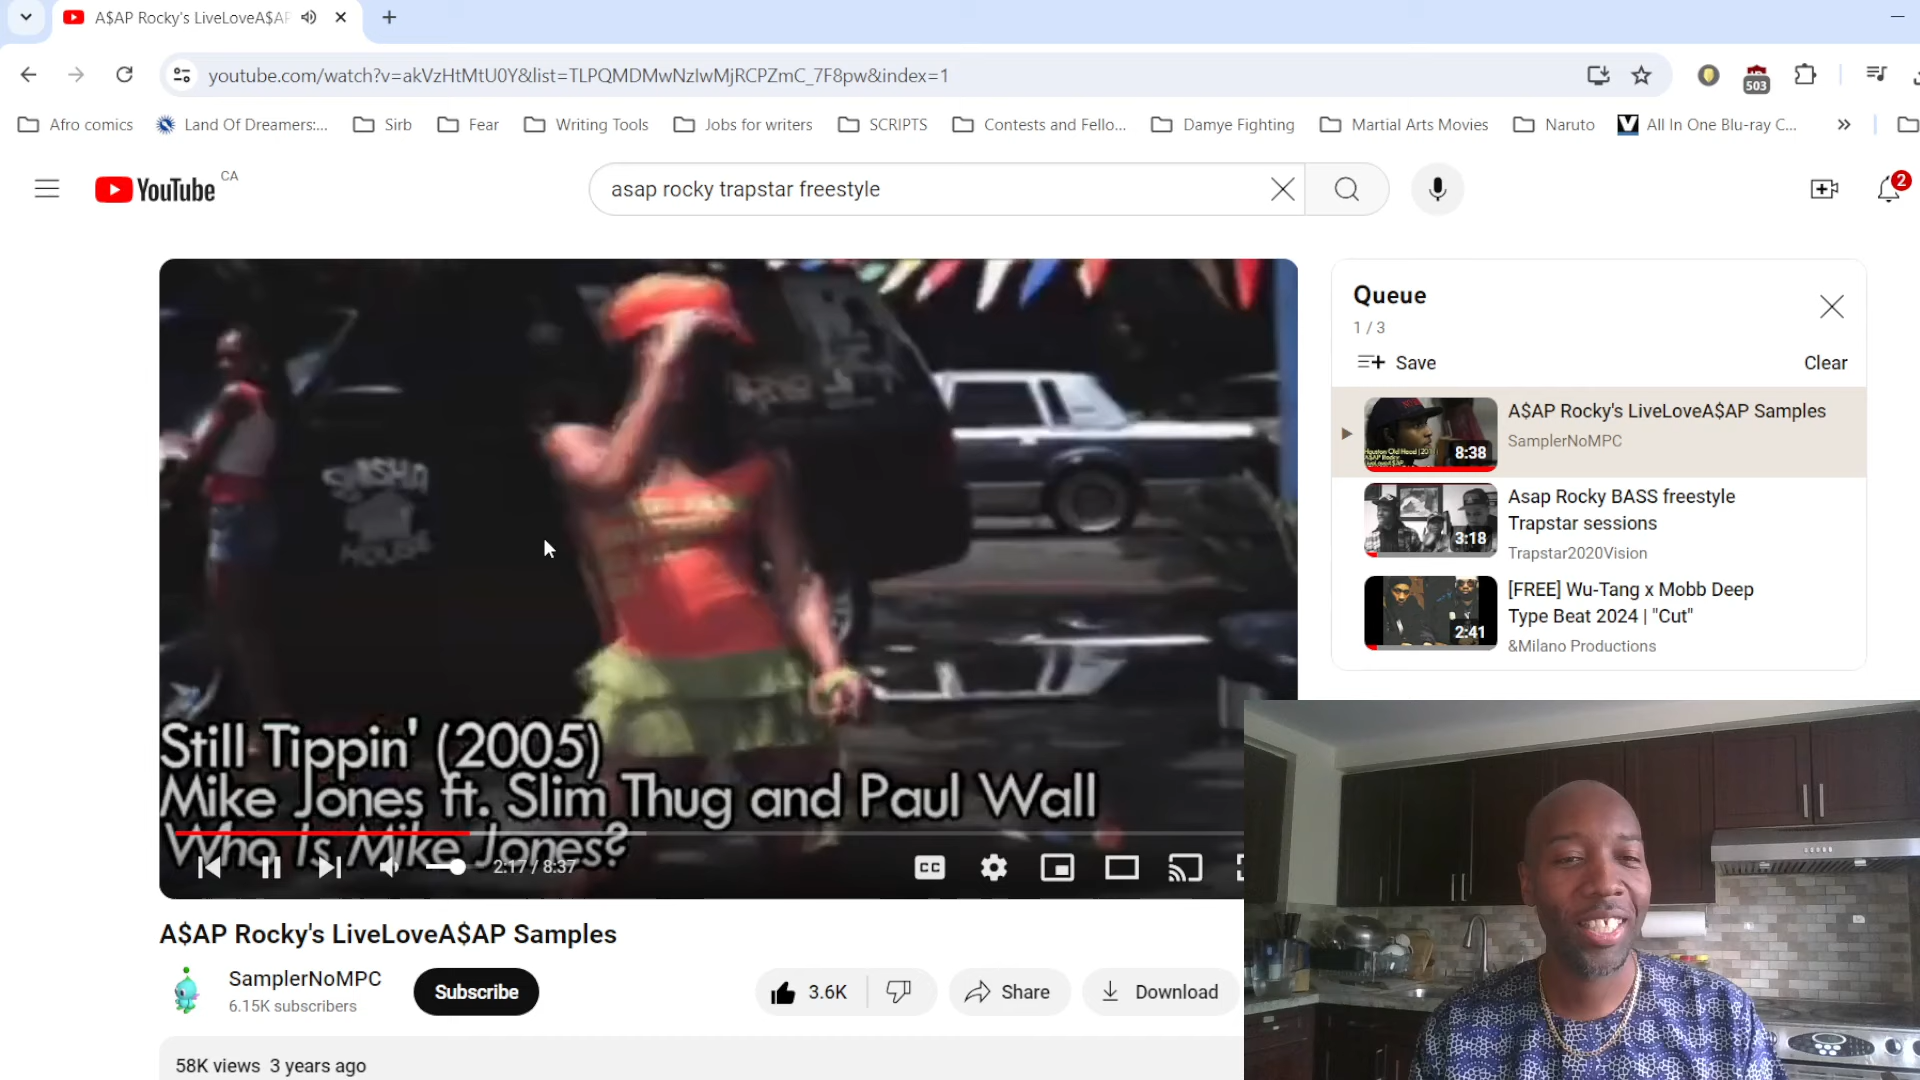 A$AP Rocky's LiveLoveA$AP
youtube.com/watch?v=akVzHtMtU0Y&list=TLPQMDMwNzIwMjRCPZmC_7F8pw&index=1
503
Afro comics
Land Of Dreamers:...
Sirb
Fear
Writing Tools
Jobs for writers
SCRIPTS
Contests and Fello...
Damye Fighting
Martial Arts Movies
Naruto
All In One Blu-ray C...
YouTube CA
asap rocky trapstar freestyle
2
SWISHA
HOUSE
Still Tippin' (2005)
Mike Jones ft. Slim Thug and Paul Wall
Who Is Mike Jones?
2:17 / 8:37
CC
Queue
1 / 3
Save
Clear
A$AP Rocky's LiveLoveA$AP Samples
SamplerNoMPC
8:38
Asap Rocky BASS freestyle
Trapstar sessions
Trapstar2020Vision
3:18
[FREE] Wu-Tang x Mobb Deep
Type Beat 2024 | "Cut"
&Milano Productions
2:41
A$AP Rocky's LiveLoveA$AP Samples
SamplerNoMPC
6.15K subscribers
Subscribe
3.6K
Share
Download
58K views 3 years ago